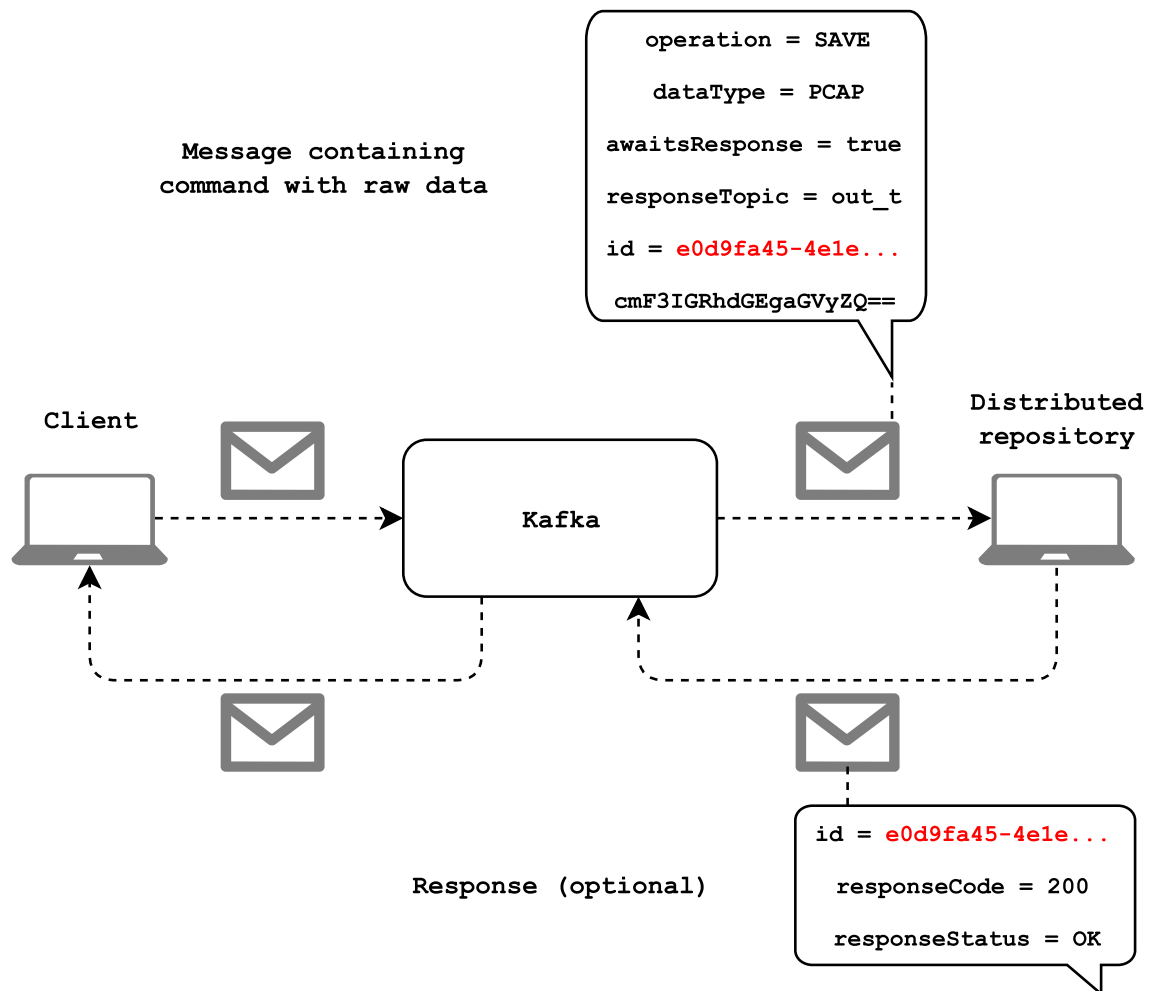 operation = SAVE
dataType = PCAP
awaitsResponse = true
responseTopic = out_t
id = e0d9fa45-4e1e...
cmF3IGRhdGEgaGVyZQ==
Message containing
command with raw data
Client
Distributed
repository
Kafka
id = e0d9fa45-4e1e...
responseCode = 200
responseStatus = OK
Response (optional)